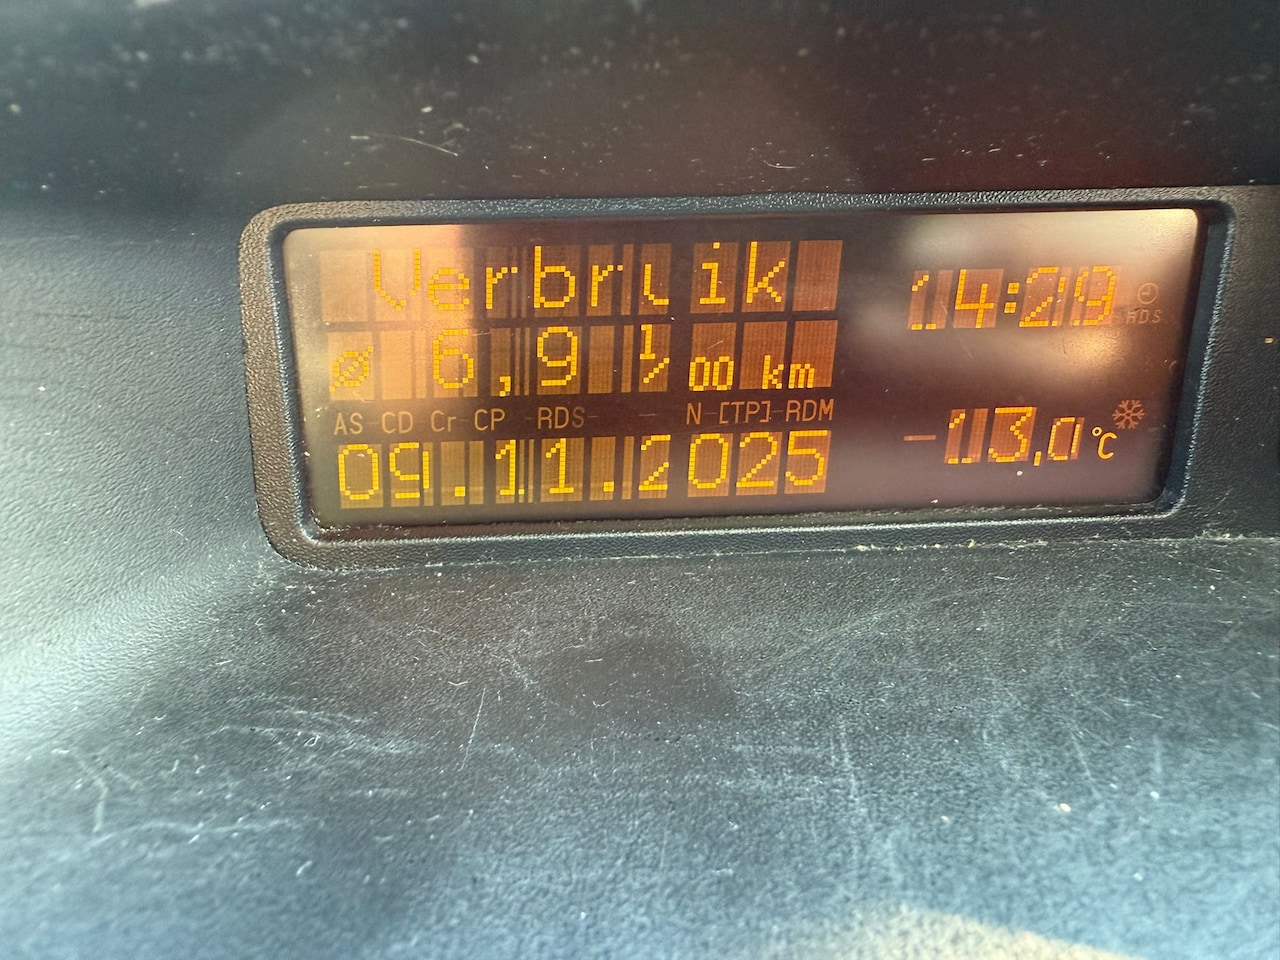 Verbruik
14:29
RDS
ø 6,9 l/00 km
AS CD Cr CP RDS N [TP] RDM
-13,0 °C
09.11.2025